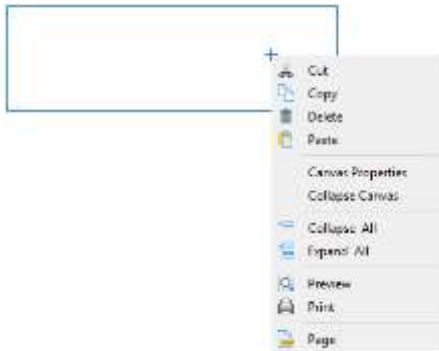 Cut
Copy
Delete
Paste
Canvas Properties
Collapse Canvas
Collapse All
Expand All
Preview
Print
Page